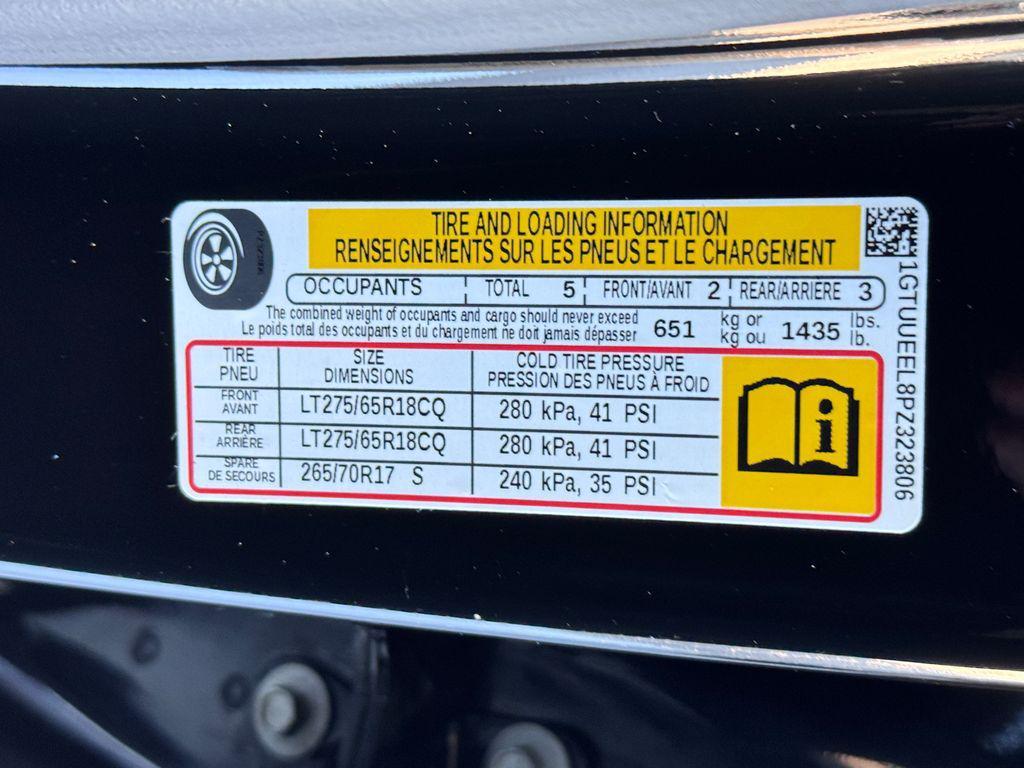 TIRE AND LOADING INFORMATION
RENSEIGNEMENTS SUR LES PNEUS ET LE CHARGEMENT
OCCUPANTS TOTAL 5 FRONT/AVANT 2 REAR/ARRIÈRE 3
The combined weight of occupants and cargo should never exceed
Le poids total des occupants et du chargement ne doit jamais dépasser
651 kg or 1435 lbs.
kg ou lb.
TIRE SIZE COLD TIRE PRESSURE
PNEU DIMENSIONS PRESSION DES PNEUS À FROID
FRONT
AVANT LT275/65R18CQ 280 kPa, 41 PSI
REAR
ARRIÈRE LT275/65R18CQ 280 kPa, 41 PSI
SPARE
DE SECOURS 265/70R17 S 240 kPa, 35 PSI
i
1GTUUEEL8PZ323806